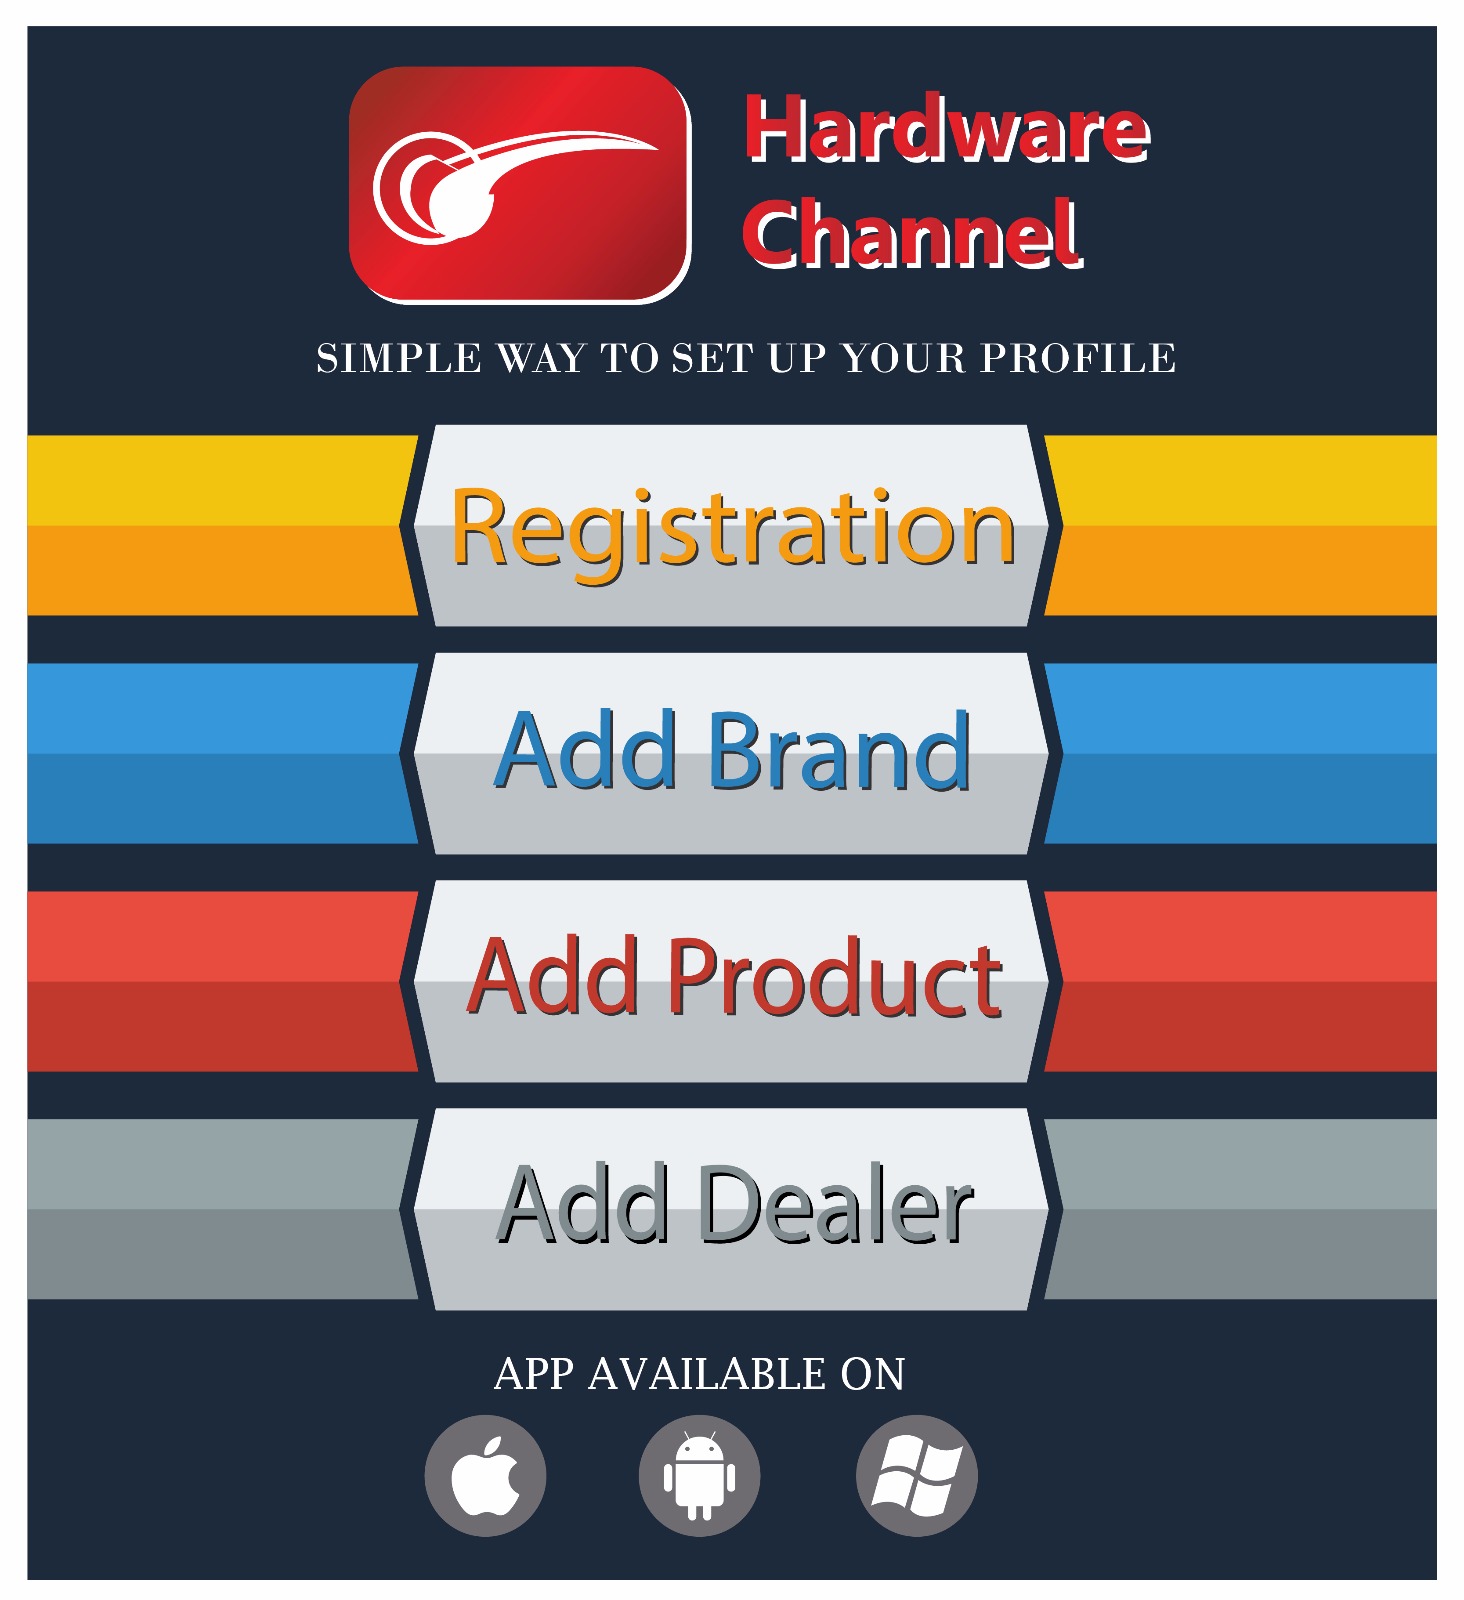 Hardware
Channel
SIMPLE WAY TO SET UP YOUR PROFILE
Registration
Add Brand
Add Product
Add Dealer
APP AVAILABLE ON